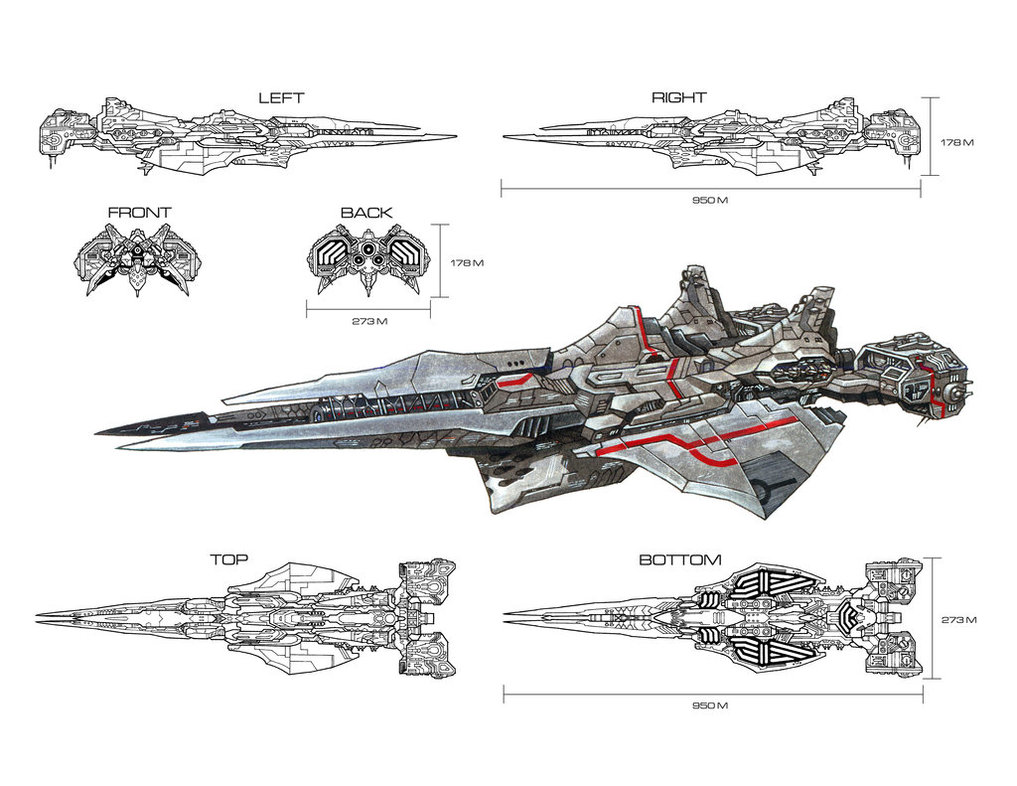 LEFT
RIGHT
178 M
950 M
FRONT
BACK
178 M
273 M
TOP
BOTTOM
273 M
950 M